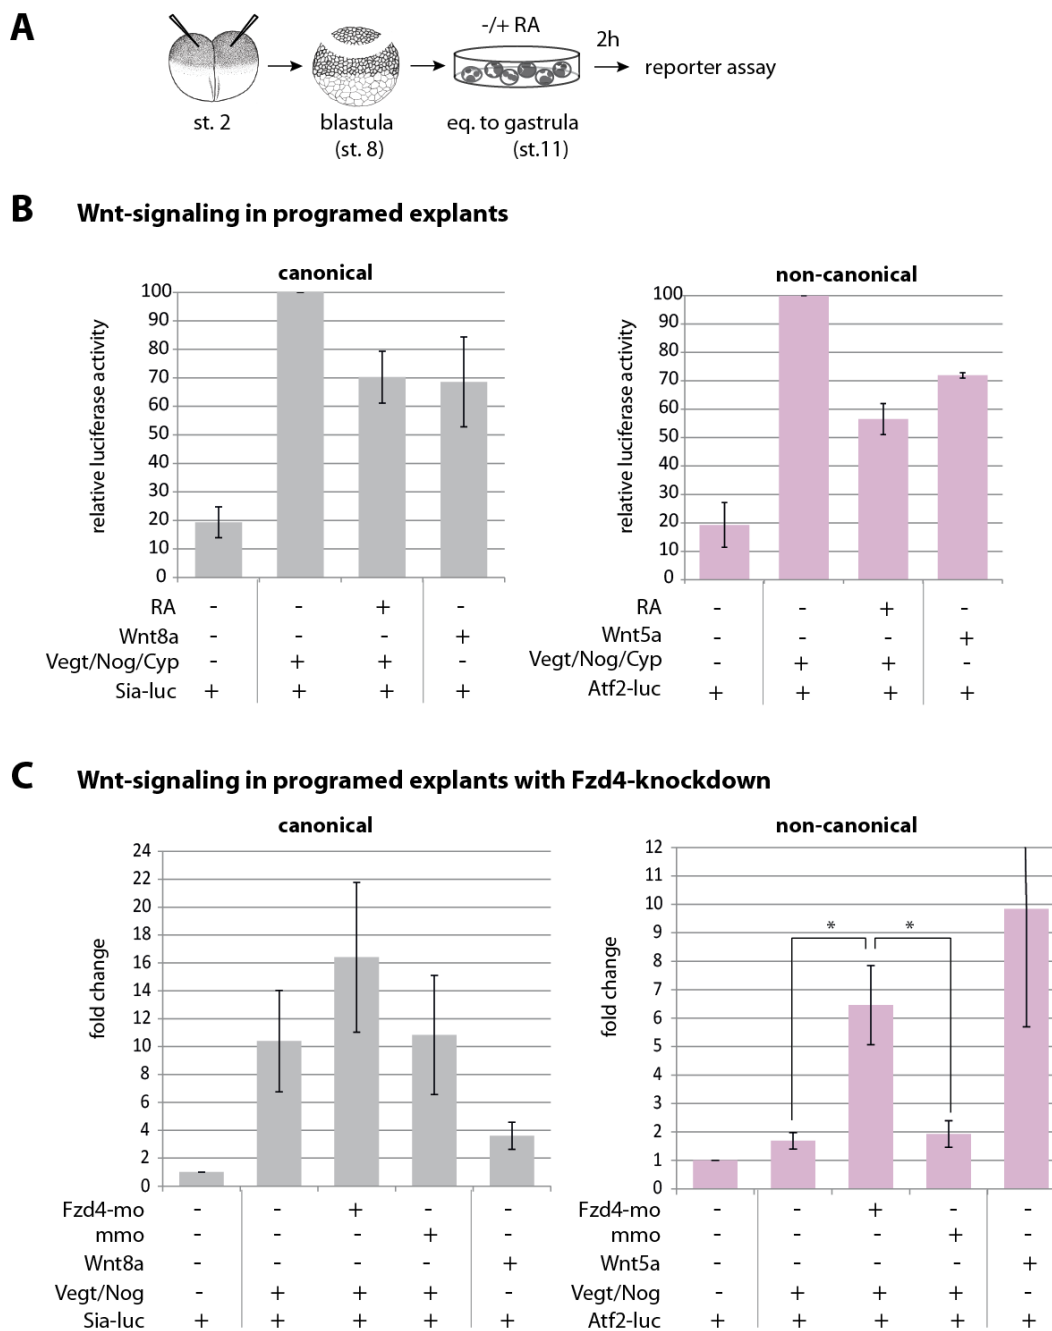 A
-/+ RA
2h
reporter assay
st. 2
blastula
(st. 8)
eq. to gastrula
(st.11)
B Wnt-signaling in programed explants
canonical
relative luciferase activity
100
90
80
70
60
50
40
30
20
10
0
RA - - + -
Wnt8a - - - +
Vegt/Nog/Cyp - + + -
Sia-luc + + + +
non-canonical
relative luciferase activity
100
90
80
70
60
50
40
30
20
10
0
RA - - + -
Wnt5a - - - +
Vegt/Nog/Cyp - + + -
Atf2-luc + + + +
C Wnt-signaling in programed explants with Fzd4-knockdown
canonical
fold change
24
22
20
18
16
14
12
10
8
6
4
2
0
Fzd4-mo - - + - -
mmo - - - + -
Wnt8a - - - - +
Vegt/Nog - + + + -
Sia-luc + + + + +
non-canonical
fold change
12
11
10
9
8
7
6
5
4
3
2
1
0
* *
Fzd4-mo - - + - -
mmo - - - + -
Wnt5a - - - - +
Vegt/Nog - + + + -
Atf2-luc + + + + +